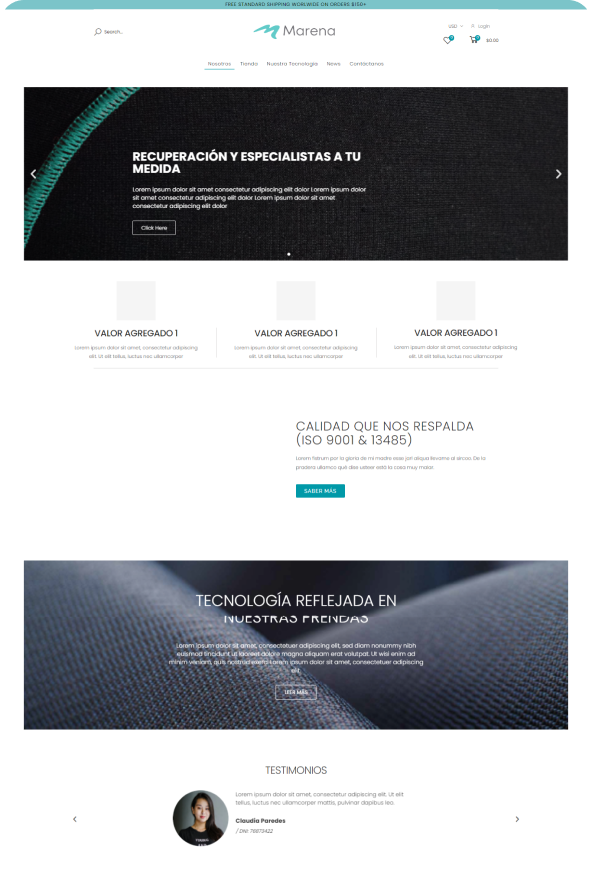 FREE STANDARD SHIPPING WORLWIDE ON ORDERS $150+
Search...
Marena
USD
Login
0
0
$0.00
Nosotros Tienda Nuestra Tecnología News Contáctanos
RECUPERACIÓN Y ESPECIALISTAS A TU
MEDIDA
Lorem ipsum dolor sit amet consectetur adipiscing elit dolor Lorem ipsum dolor
sit amet consectetur adipiscing elit dolor Lorem ipsum dolor sit amet
consectetur adipiscing elit dolor
Click Here
VALOR AGREGADO 1
Lorem ipsum dolor sit amet, consectetur adipiscing
elit. Ut elit tellus, luctus nec ullamcorper
VALOR AGREGADO 1
Lorem ipsum dolor sit amet, consectetur adipiscing
elit. Ut elit tellus, luctus nec ullamcorper
VALOR AGREGADO 1
Lorem ipsum dolor sit amet, consectetur adipiscing
elit. Ut elit tellus, luctus nec ullamcorper
CALIDAD QUE NOS RESPALDA
(ISO 9001 & 13485)
Lorem fistrum por la gloria de mi madre esse jarl aliqua llevame al sircoo. De la
pradera ullamco qué dise usteer está la cosa muy malar.
SABER MÁS
TECNOLOGÍA REFLEJADA EN
NUESTRAS PRENDAS
Lorem ipsum dolor sit amet, consectetuer adipiscing elit, sed diam nonummy nibh
euismod tincidunt ut laoreet dolore magna aliquam erat volutpat. Ut wisi enim ad
minim veniam, quis nostrud exerci Lorem ipsum dolor sit amet, consectetuer adipiscing
elit
LEER MÁS
TESTIMONIOS
Lorem ipsum dolor sit amet, consectetur adipiscing elit. Ut elit
tellus, luctus nec ullamcorper mattis, pulvinar dapibus leo.
Claudia Paredes
/ DNI: 76873422